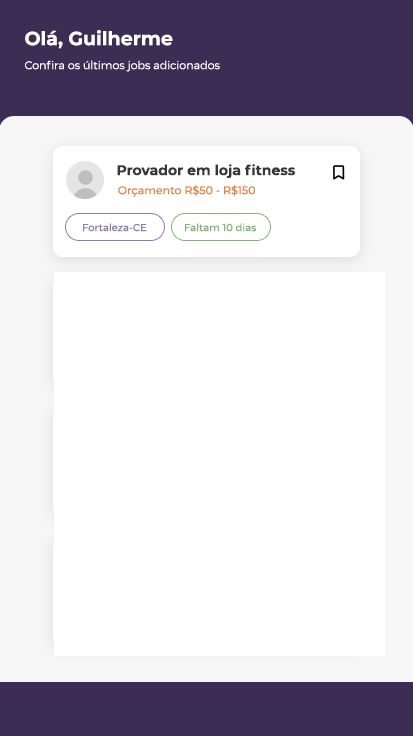 Olá, Guilherme
Confira os últimos jobs adicionados
Provador em loja fitness
Orçamento R$50 - R$150
Fortaleza-CE
Faltam 10 dias